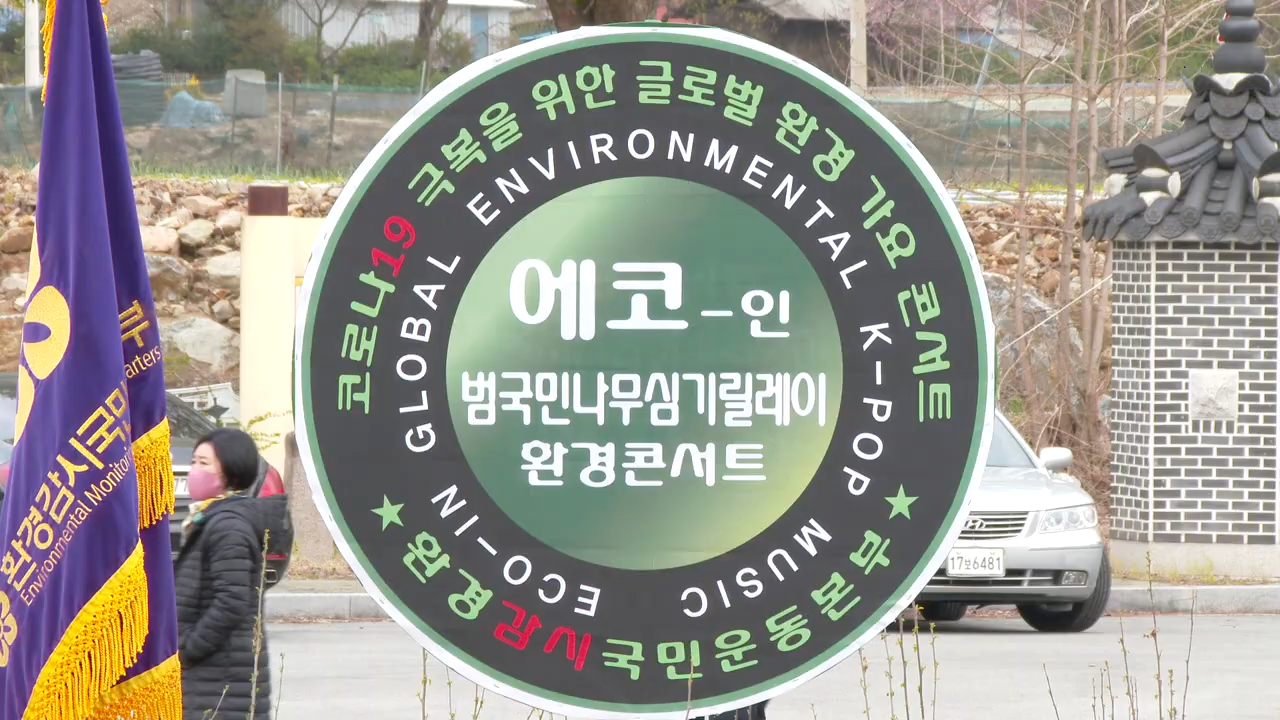 코로나19 극복을 위한 글로벌 환경 가요 콘서트
GLOBAL ENVIRONMENTAL K-POP MUSIC
ECO-IN
에코-인
범국민나무심기릴레이
환경콘서트
★환경감시국민운동본부★
환경감시국민
Environmental Monitor
부
arters
17보6481